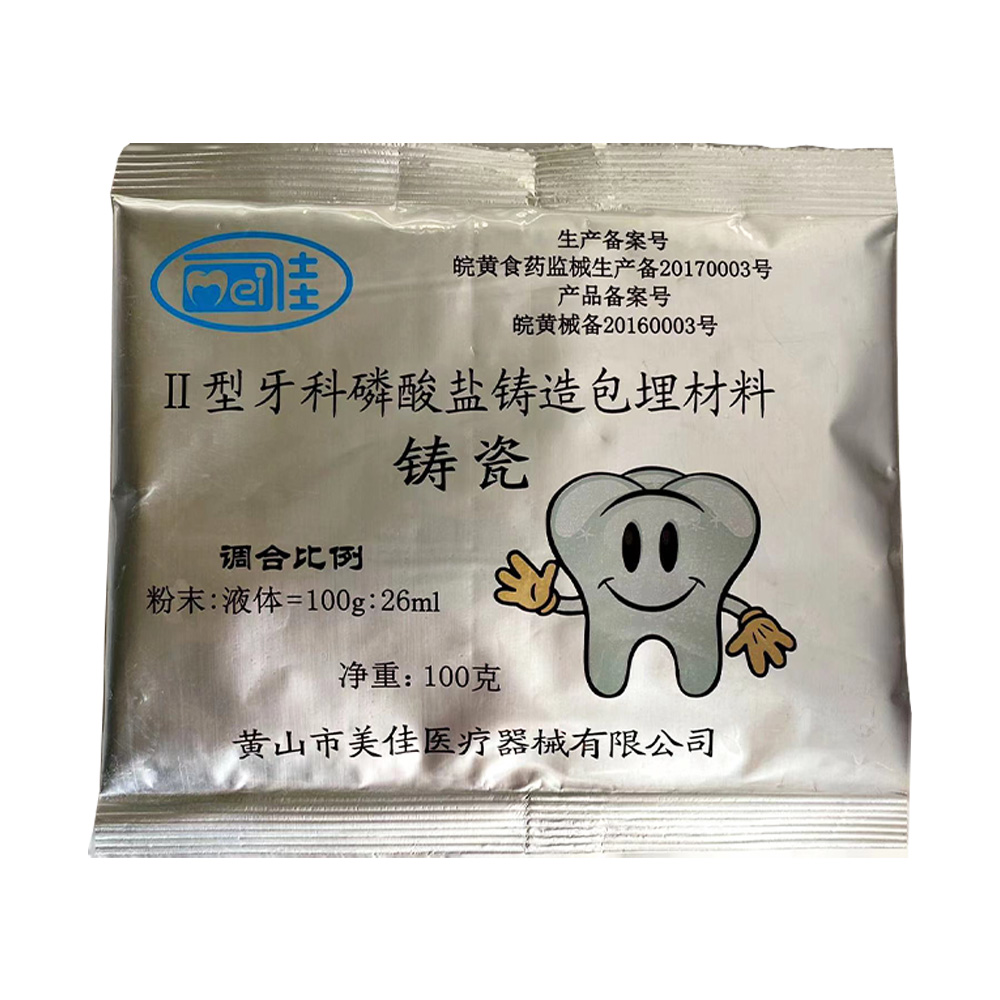 Mei佳
生产备案号
皖黄食药监械生产备20170003号
产品备案号
皖黄械备20160003号
II型牙科磷酸盐铸造包埋材料
铸瓷
调合比例
粉末:液体=100g:26ml
净重:100克
黄山市美佳医疗器械有限公司